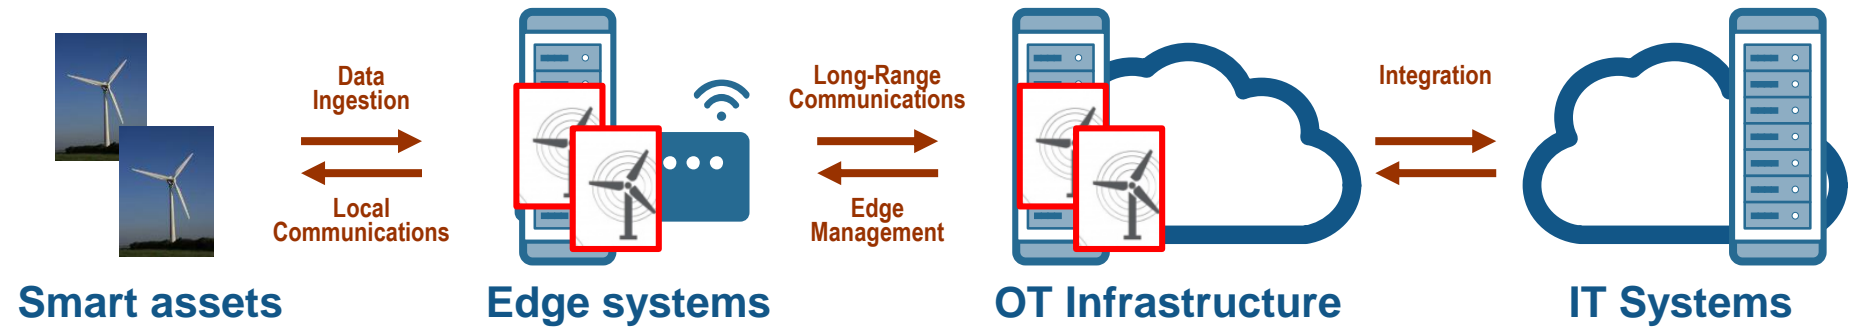 Data
Ingestion
Local
Communications
Long-Range
Communications
Edge
Management
Integration
Smart assets
Edge systems
OT Infrastructure
IT Systems